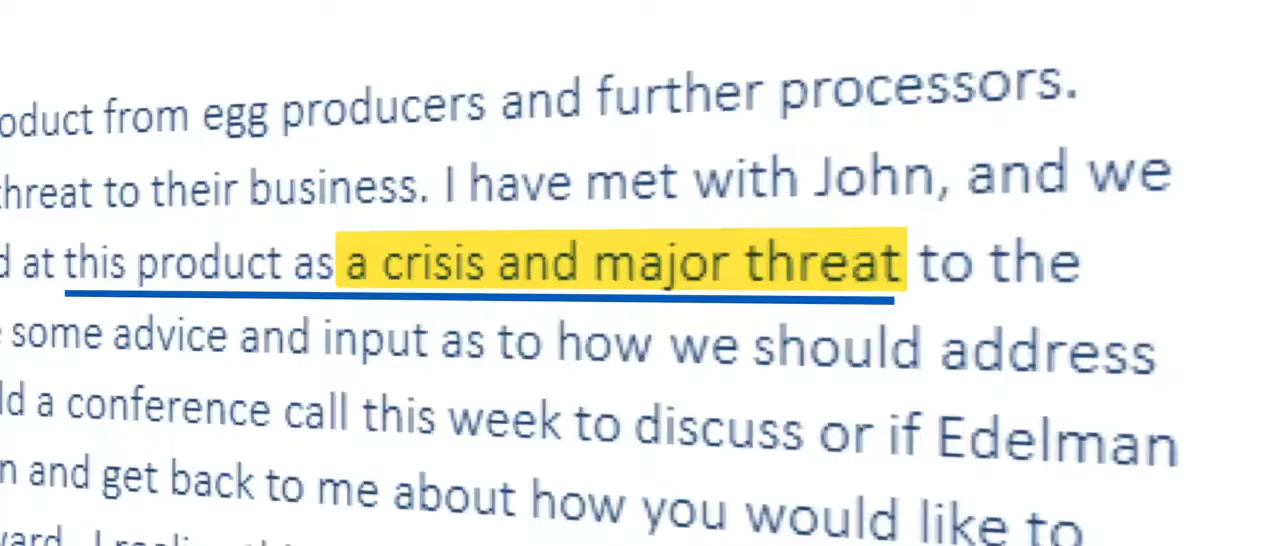 oduct from egg producers and further processors.
threat to their business. I have met with John, and we
d at this product as a crisis and major threat to the
some advice and input as to how we should address
ld a conference call this week to discuss or if Edelman
n and get back to me about how you would like to